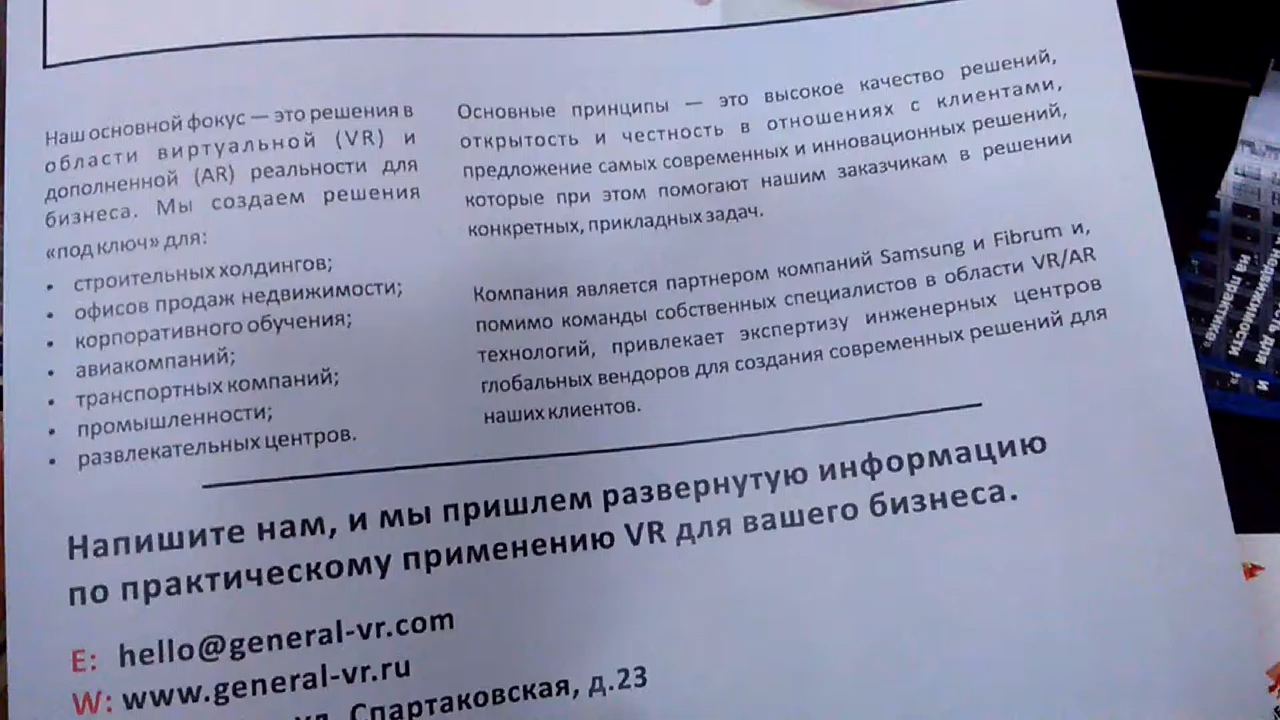 Наш основной фокус — это решения в
области виртуальной (VR) и
дополненной (AR) реальности для
бизнеса. Мы создаем решения
«под ключ» для:
• строительных холдингов;
• офисов продаж недвижимости;
• корпоративного обучения;
• авиакомпаний;
• транспортных компаний;
• промышленности;
• развлекательных центров.
Основные принципы — это высокое качество решений,
открытость и честность в отношениях с клиентами,
предложение самых современных и инновационных решений,
которые при этом помогают нашим заказчикам в решении
конкретных, прикладных задач.
Компания является партнером компаний Samsung и Fibrum и,
помимо команды собственных специалистов в области VR/AR
технологий, привлекает экспертизу инженерных центров
глобальных вендоров для создания современных решений для
наших клиентов.
Напишите нам, и мы пришлем развернутую информацию
по практическому применению VR для вашего бизнеса.
E: hello@general-vr.com
W: www.general-vr.ru
ул. Спартаковская, д.23
на практике»